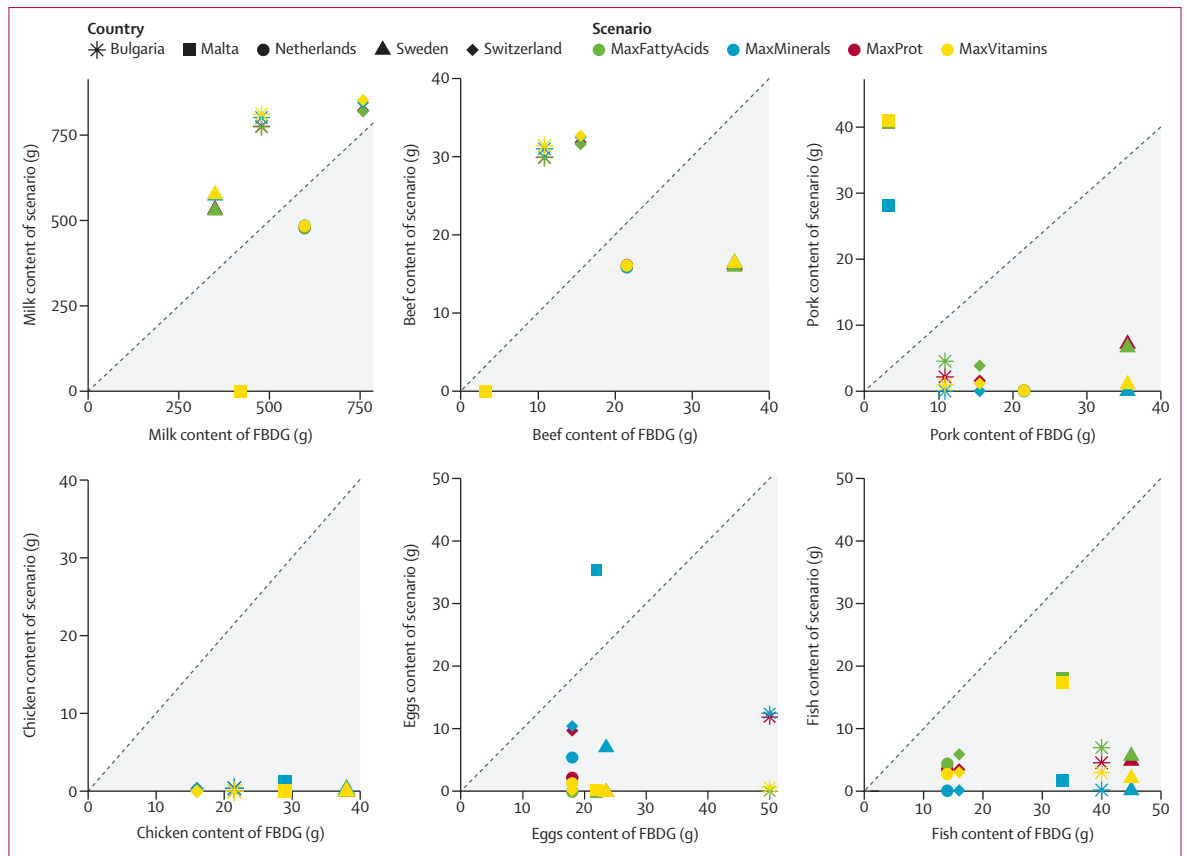 Country
Scenario
Bulgaria Malta Netherlands Sweden Switzerland MaxFattyAcids MaxMinerals MaxProt MaxVitamins
Milk content of scenario (g)
750
500
250
0
0 250 500 750
Milk content of FBDG (g)
Beef content of scenario (g)
40
30
20
10
0
0 10 20 30 40
Beef content of FBDG (g)
Pork content of scenario (g)
40
30
20
10
0
0 10 20 30 40
Pork content of FBDG (g)
Chicken content of scenario (g)
40
30
20
10
0
0 10 20 30 40
Chicken content of FBDG (g)
Eggs content of scenario (g)
50
40
30
20
10
0
0 10 20 30 40 50
Eggs content of FBDG (g)
Fish content of scenario (g)
50
40
30
20
10
0
0 10 20 30 40 50
Fish content of FBDG (g)